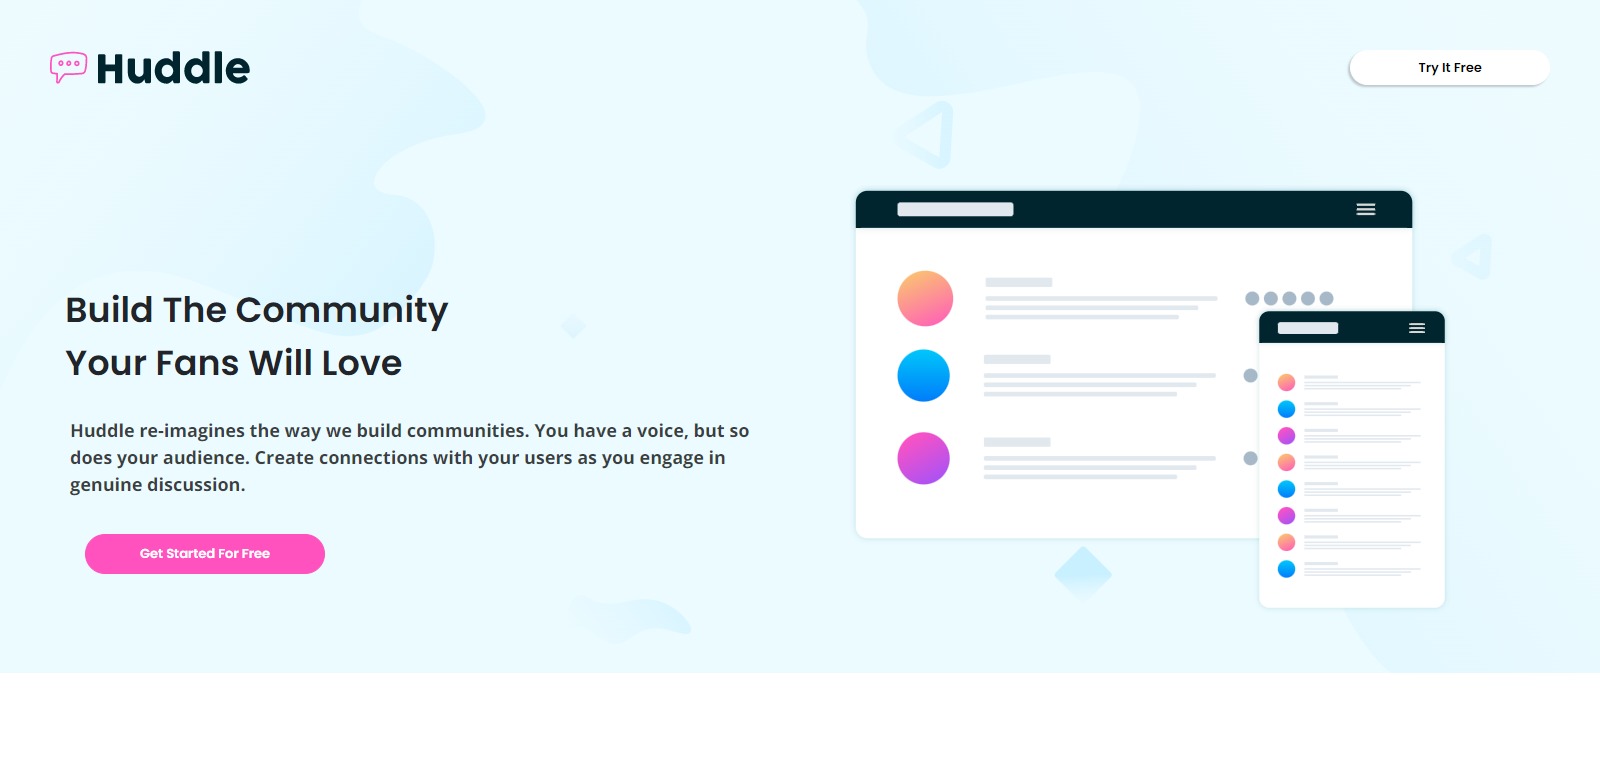 Huddle
Try It Free
Build The Community
Your Fans Will Love
Huddle re-imagines the way we build communities. You have a voice, but so
does your audience. Create connections with your users as you engage in
genuine discussion.
Get Started For Free